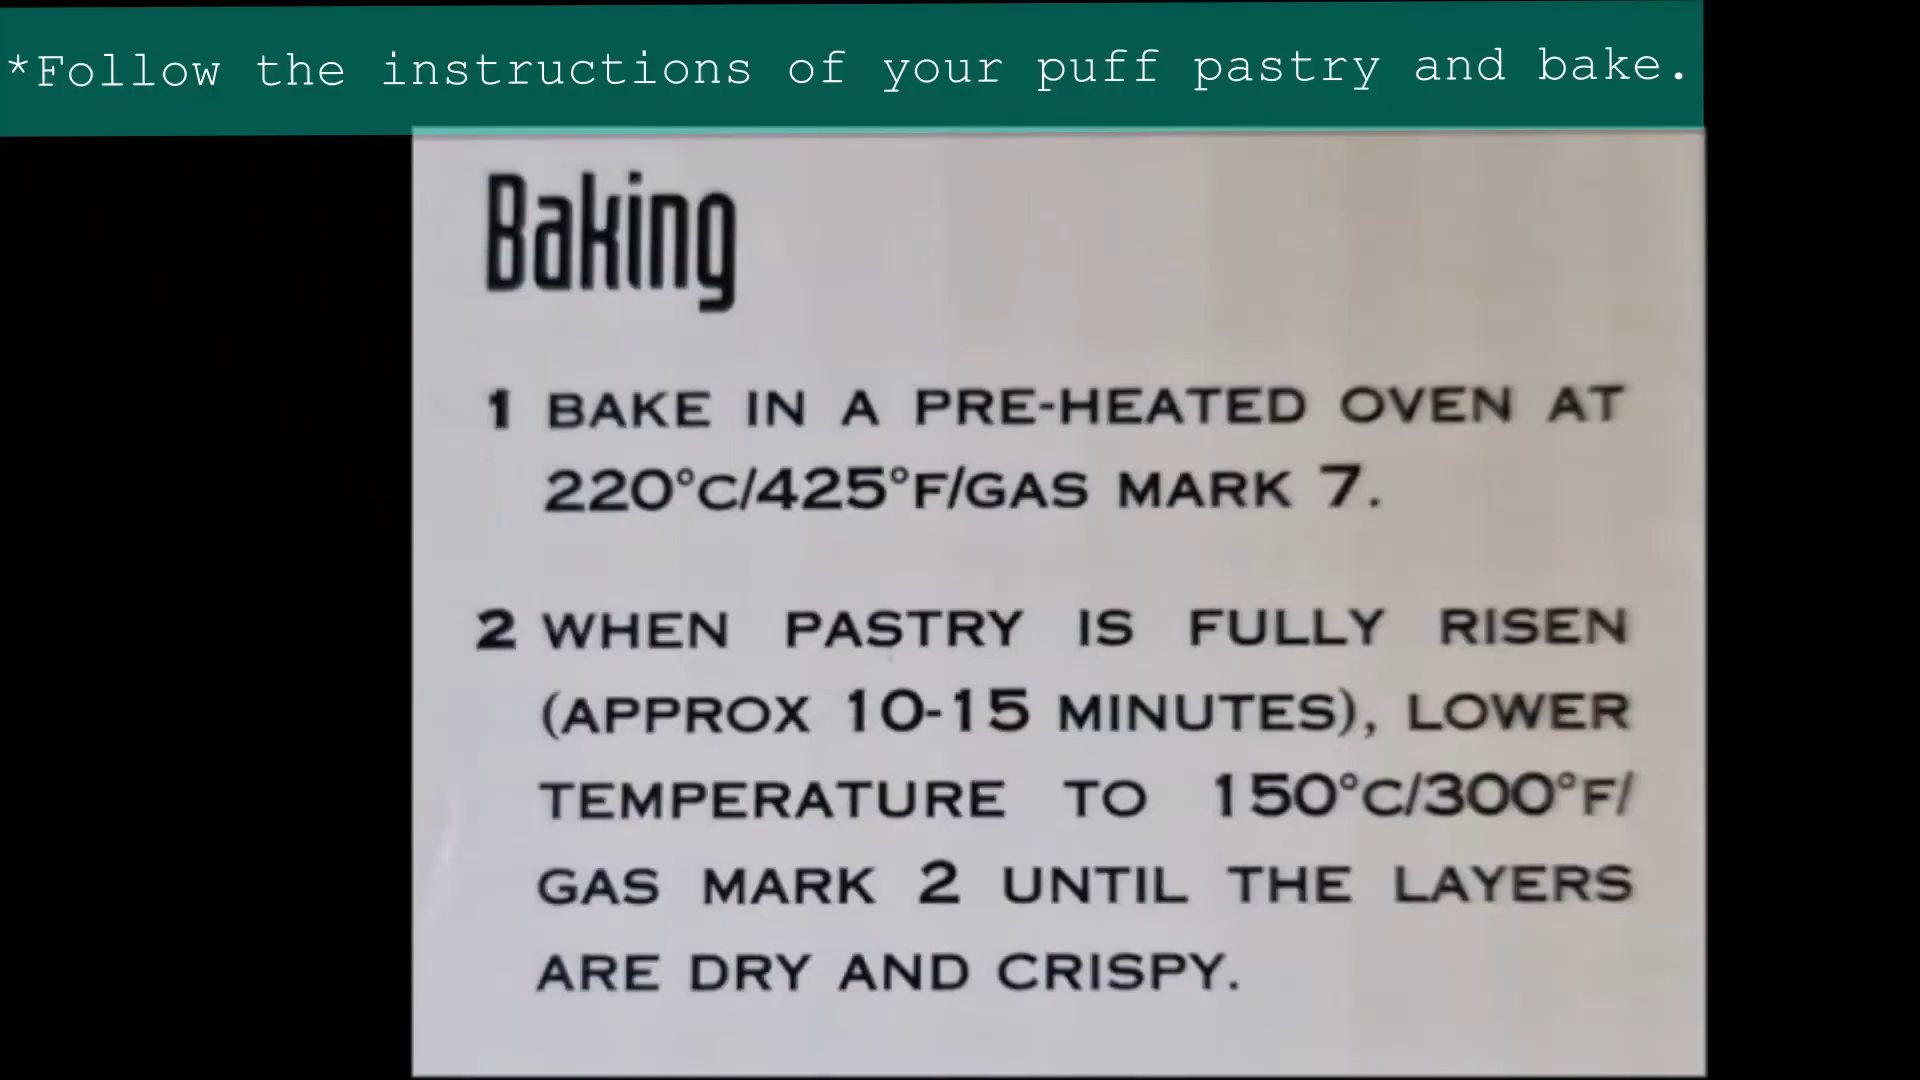 *Follow the instructions of your puff pastry and bake.
Baking
1 BAKE IN A PRE-HEATED OVEN AT
220°C/425°F/GAS MARK 7.
2 WHEN PASTRY IS FULLY RISEN
(APPROX 10-15 MINUTES), LOWER
TEMPERATURE TO 150°C/300°F/
GAS MARK 2 UNTIL THE LAYERS
ARE DRY AND CRISPY.